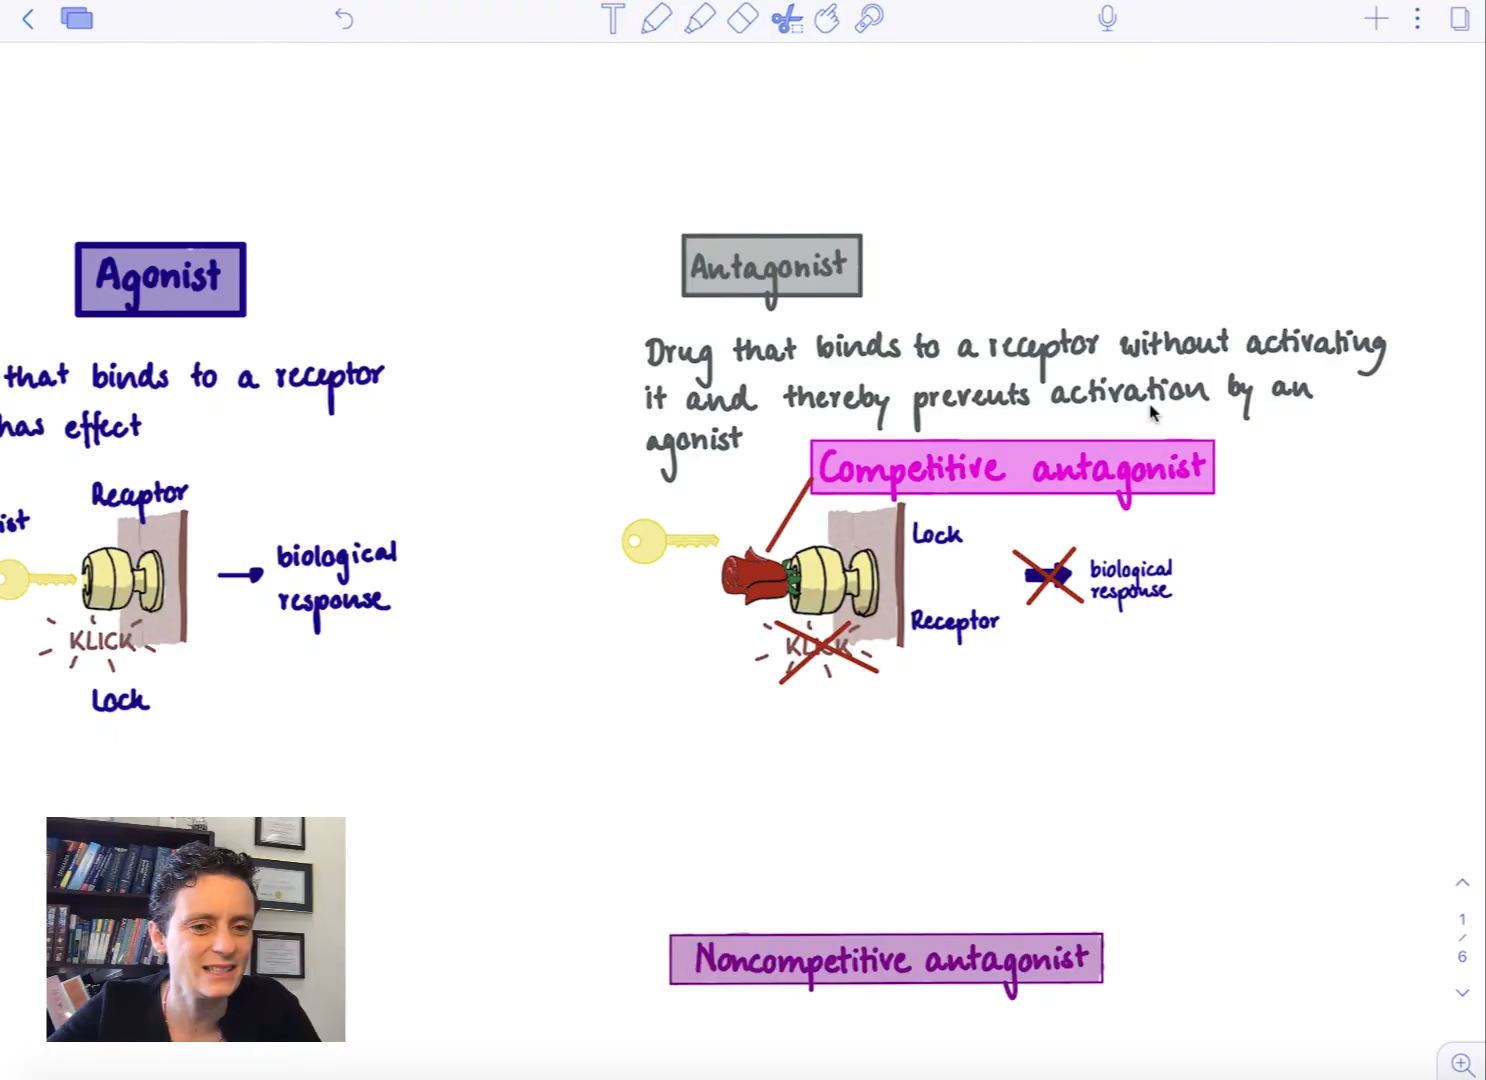 Agonist
that binds to a receptor
has effect
Receptor
ist
biological
response
KLICK
Lock
Antagonist
Drug that binds to a receptor without activating
it and thereby prevents activation by an
agonist
Competitive antagonist
Lock
biological
response
Receptor
KLICK
Noncompetitive antagonist
1
/
6